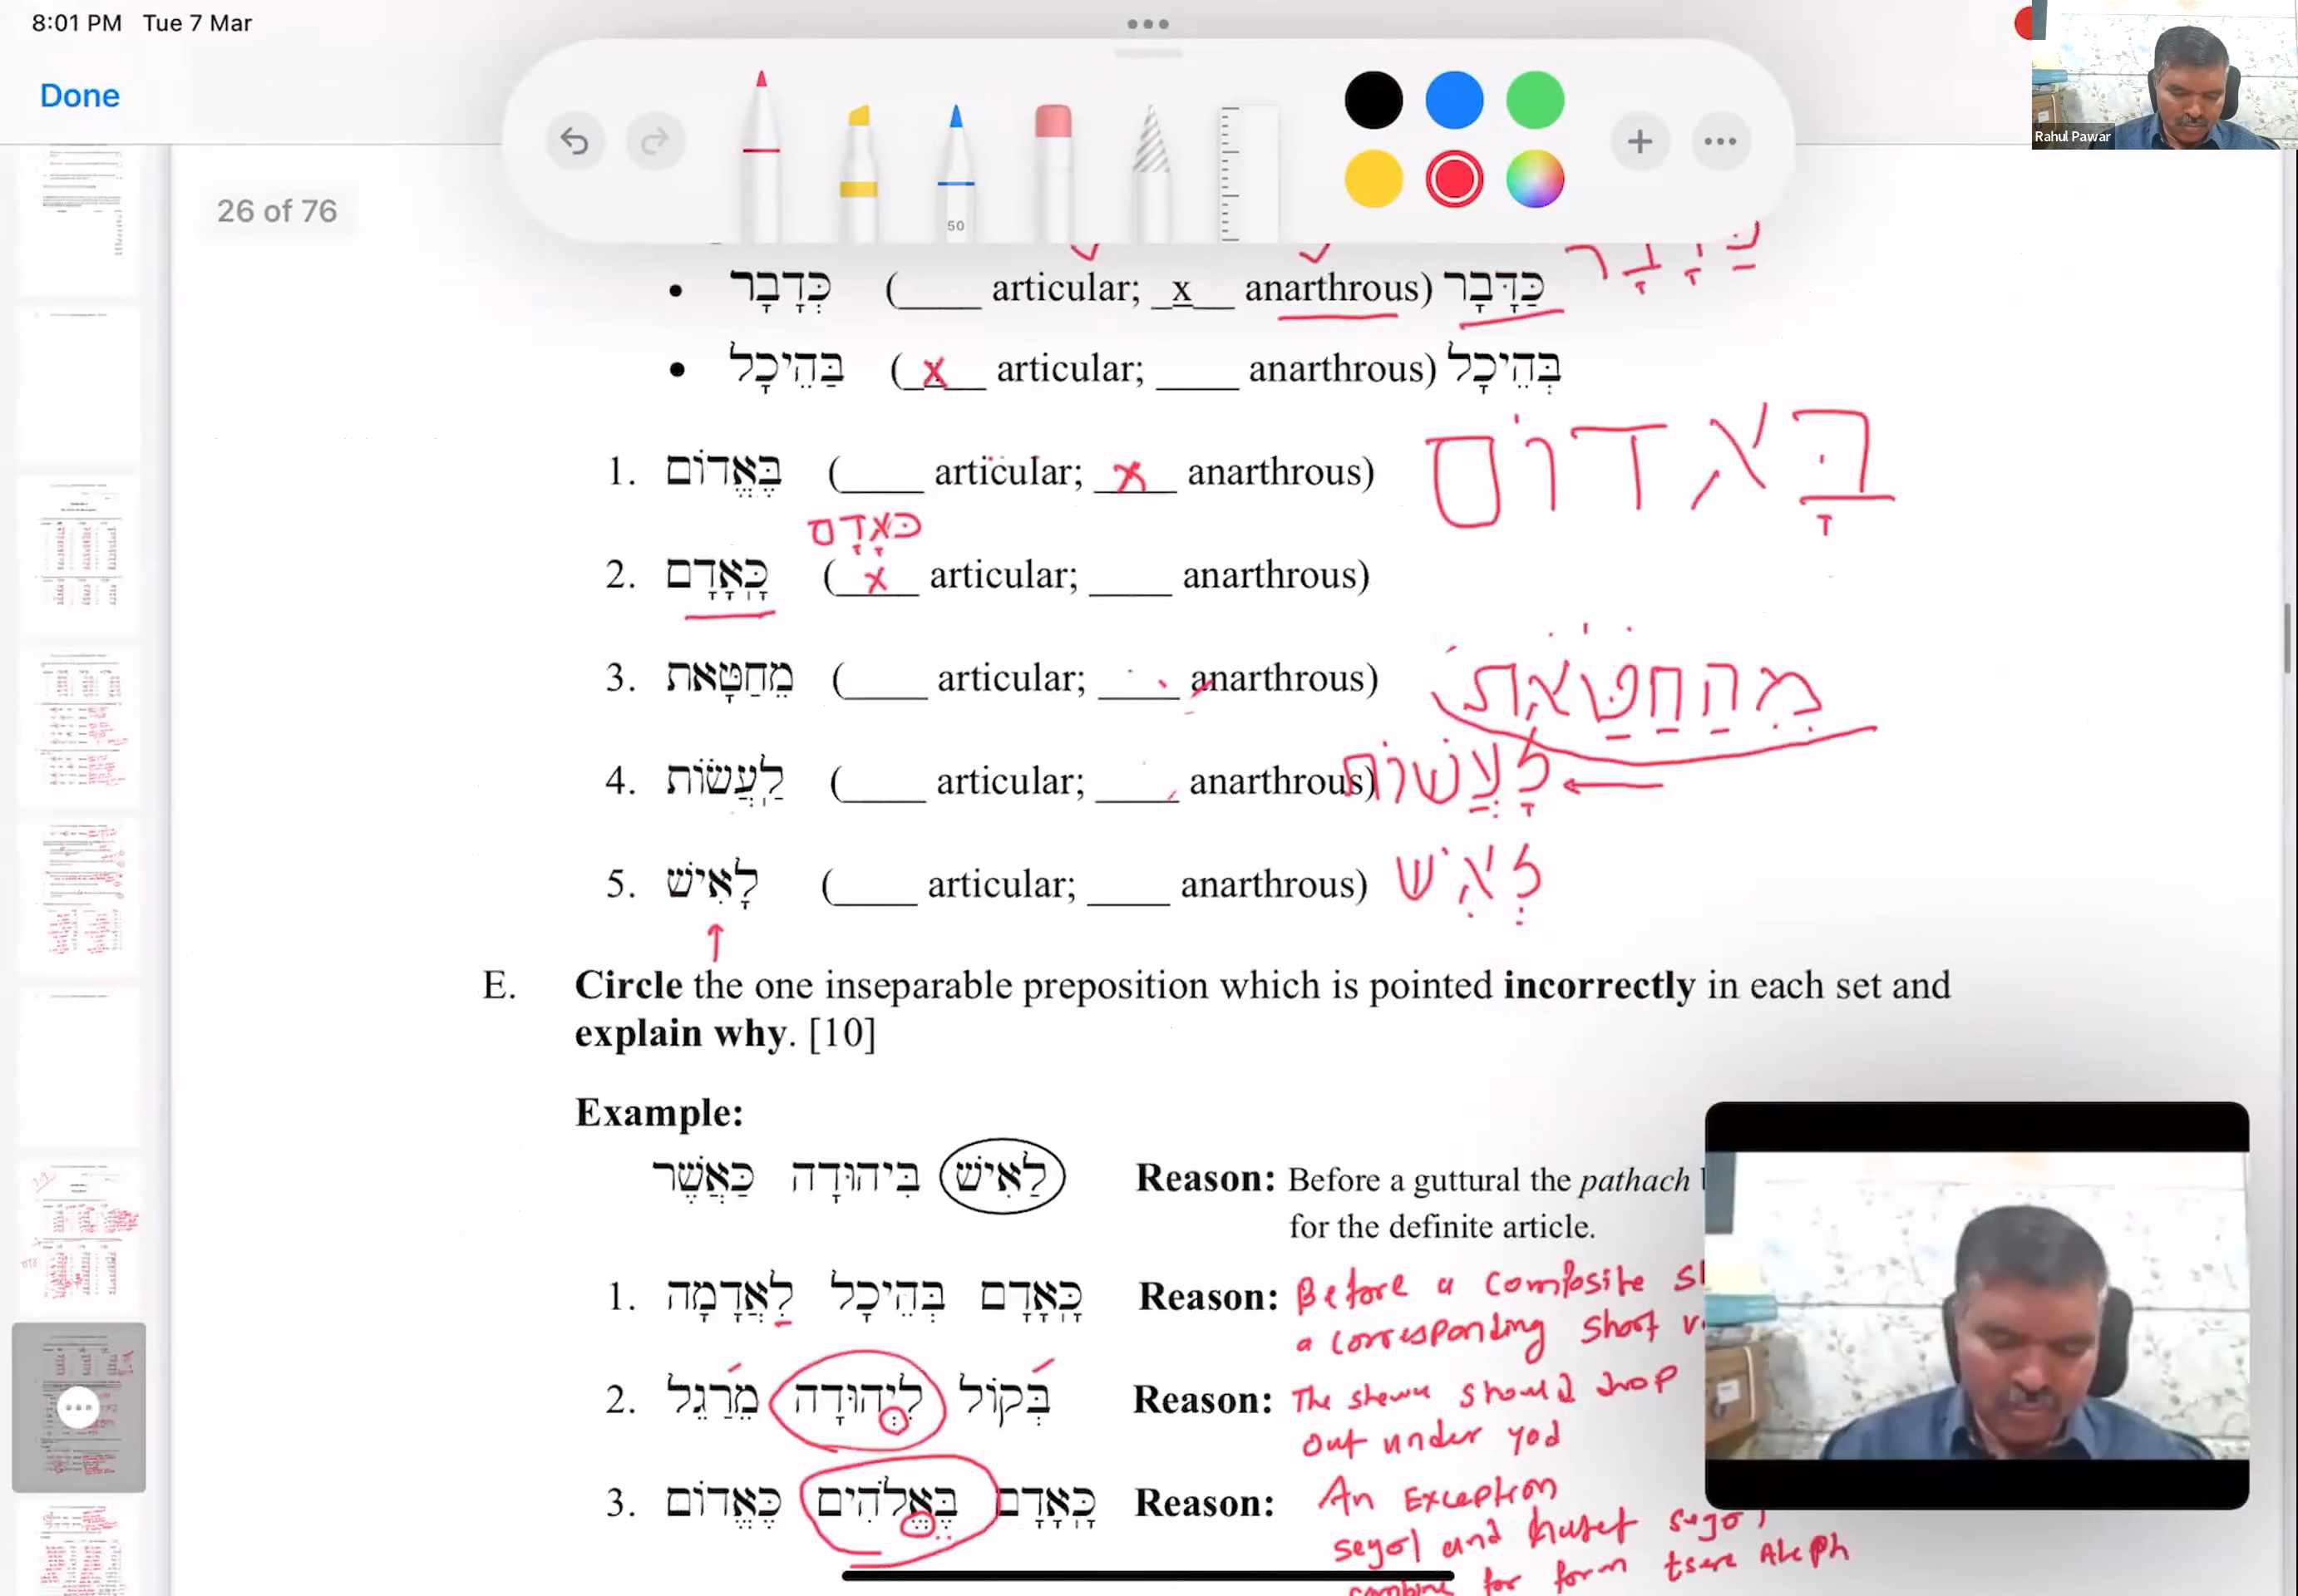 8:01 PM Tue 7 Mar
Done
Rahul Pawar
50
26 of 76
• כְּדָבָר (____ articular; _x__ anarthrous) כַּדָּבָר
• בַּהֵיכָל (_x__ articular; ____ anarthrous) בְּהֵיכָל
1. בֶּאֱדוֹם (____ articular; _x__ anarthrous) בָּאדוֹם
כָּאָדָם
2. כָּאָדָם (_x__ articular; ____ anarthrous)
3. מֵחַטָּאת (____ articular; ____ anarthrous) מִהַחַטַּאת
4. לַעֲשׂוֹת (____ articular; ____ anarthrous) לָעֲשׂוֹת
5. לָאִישׁ (____ articular; ____ anarthrous) לְאִישׁ
E. Circle the one inseparable preposition which is pointed incorrectly in each set and
explain why. [10]
Example:
לַאִישׁ בִּיהוּדָה כַּאֲשֶׁר Reason: Before a guttural the pathach
for the definite article.
1. כָּאָדָם בְּהֵיכָל לַאֲדָמָה Reason: Before a composite
a corresponding short
2. בְּקוֹל לִיְהוּדָה מֵרַגֵּל Reason: The shewa should drop
out under yod
3. כָּאָדָם בֶּאֱלֹהִים כֶּאֱדוֹם Reason: An Exception
segol and hatef segol
combine for form tsere Aleph